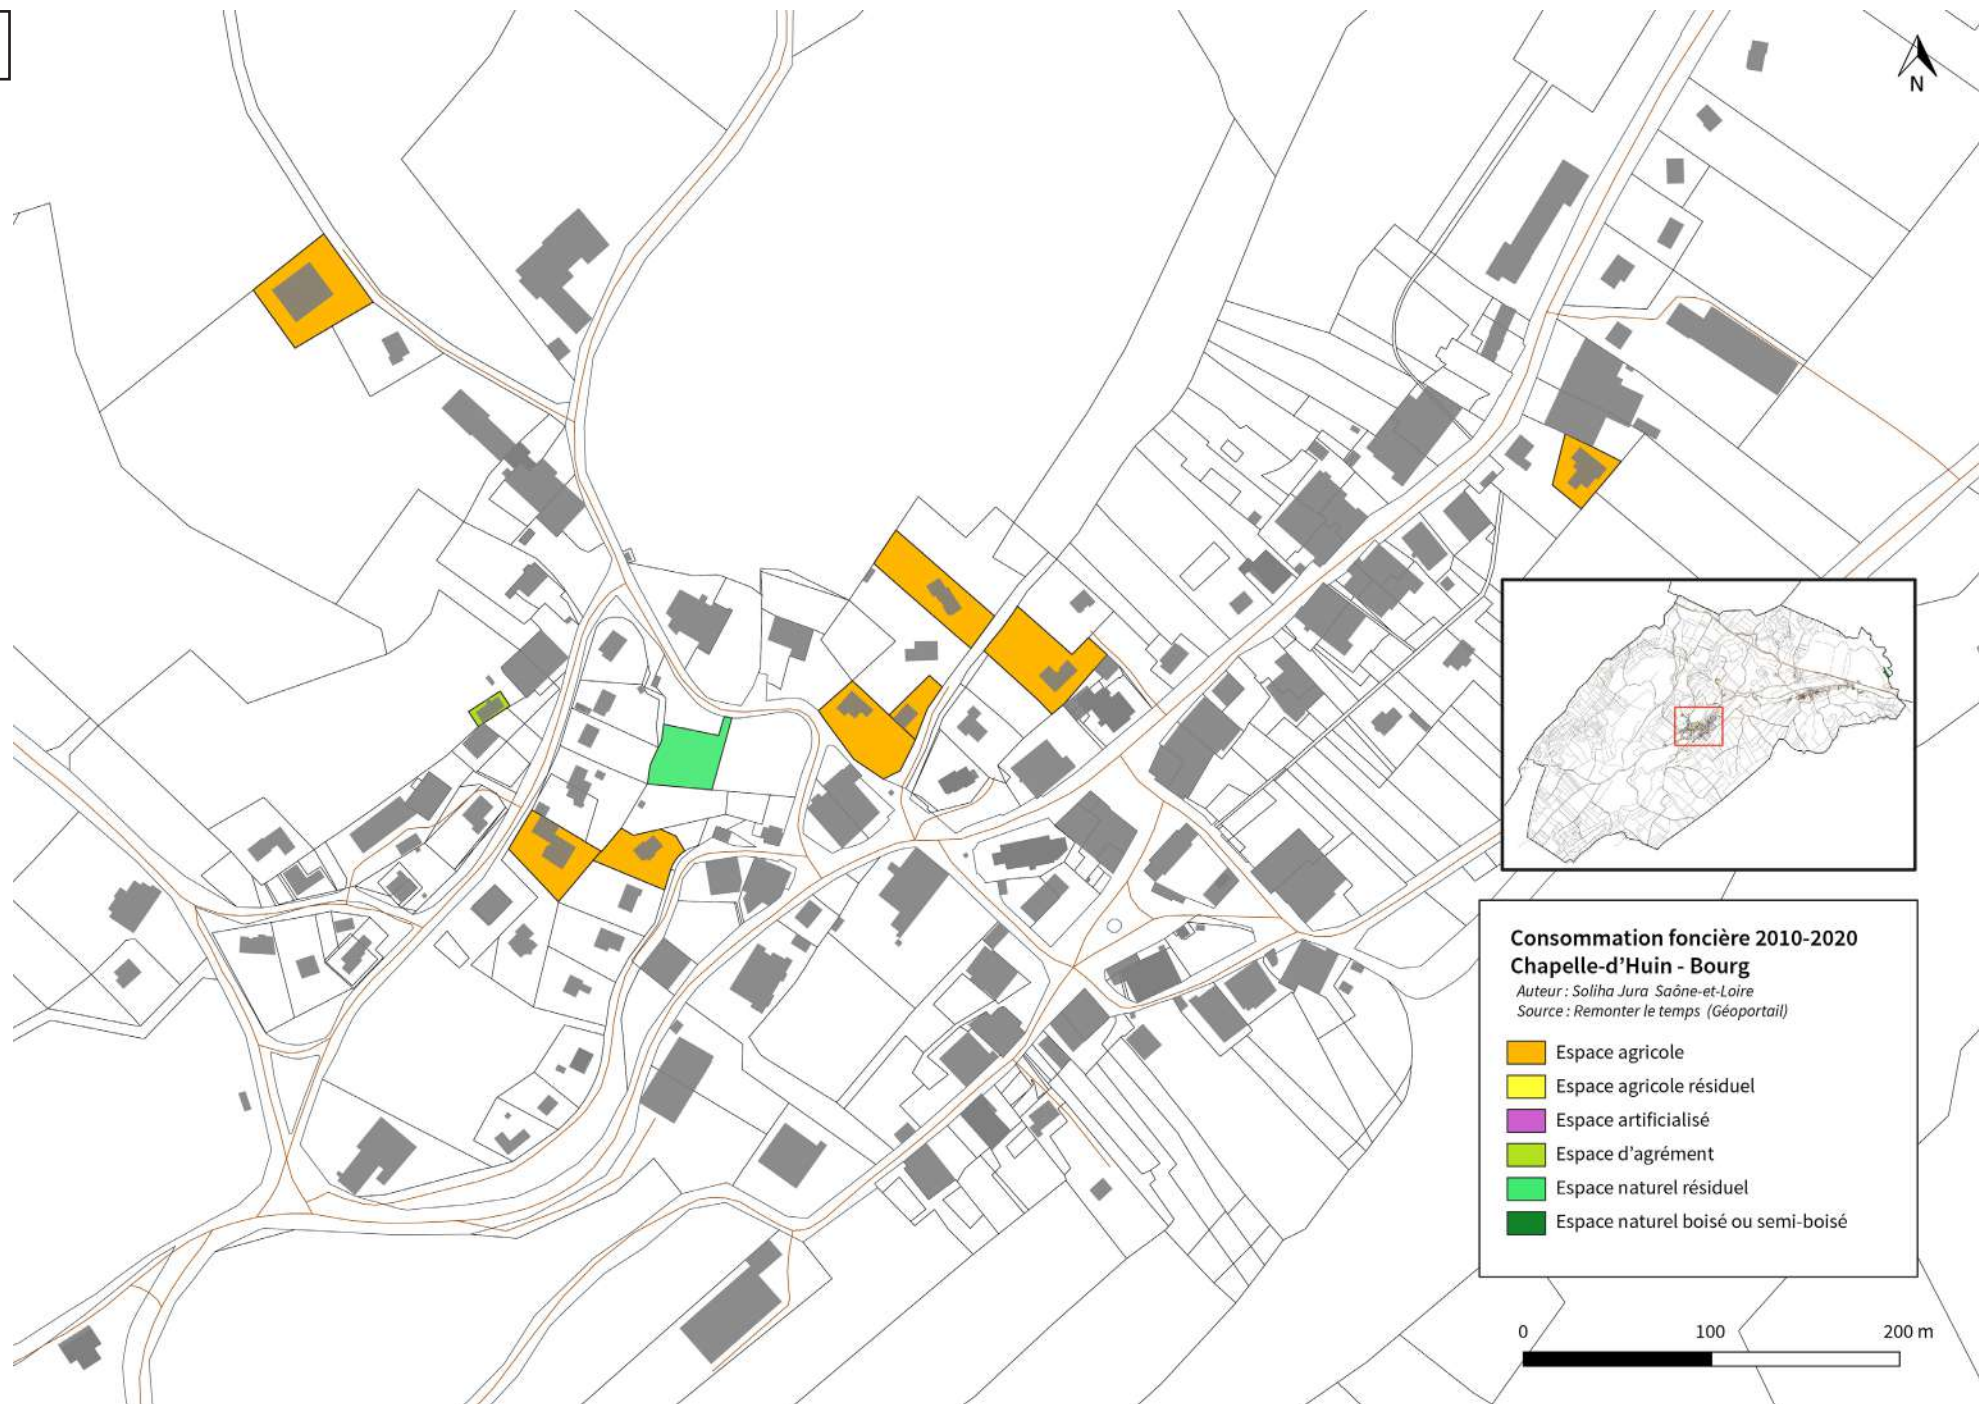 N
Consommation foncière 2010-2020
Chapelle-d'Huin - Bourg
Auteur : Soliha Jura Saône-et-Loire
Source : Remonter le temps (Géoportail)
Espace agricole
Espace agricole résiduel
Espace artificialisé
Espace d'agrément
Espace naturel résiduel
Espace naturel boisé ou semi-boisé
0 100 200 m